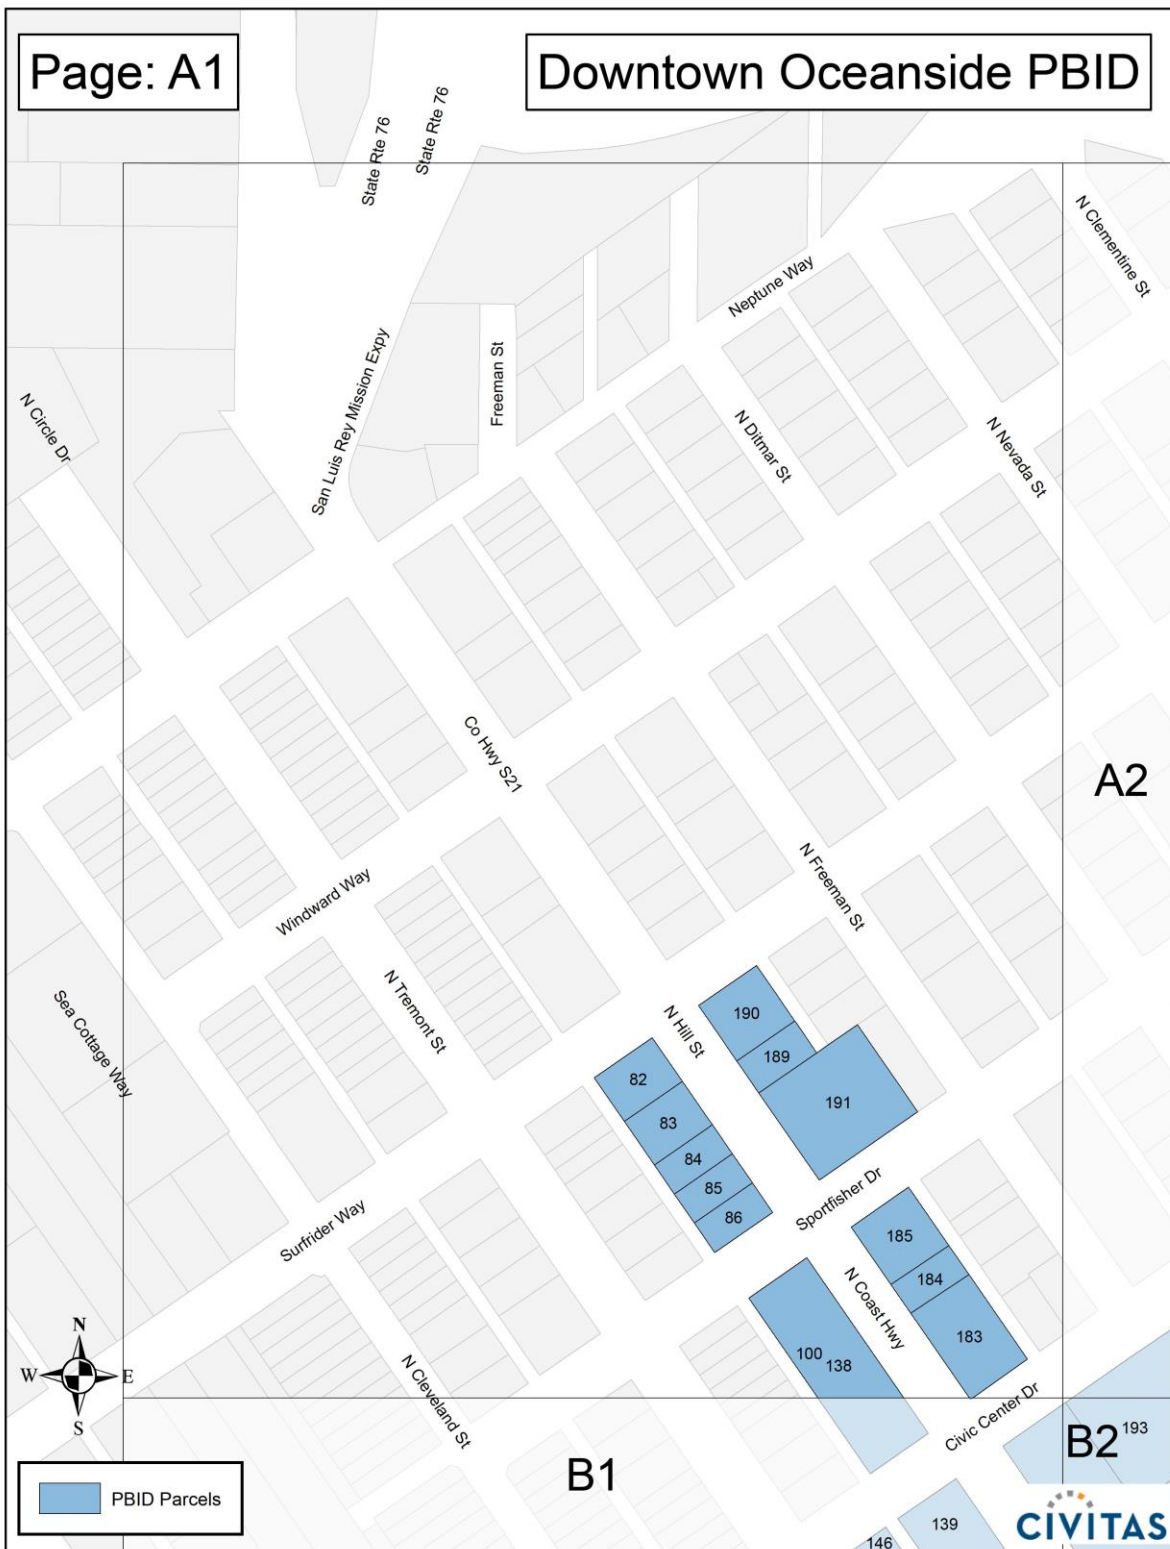 Page: A1
Downtown Oceanside PBID
State Rte 76
State Rte 76
N Clementine St
Neptune Way
San Luis Rey Mission Expy
Freeman St
N Circle Dr
N Ditmar St
N Nevada St
Co Hwy S21
A2
Windward Way
N Freeman St
N Tremont St
Sea Cottage Way
N Hill St
190
189
191
82
83
84
85
86
Sportfisher Dr
Surfrider Way
185
184
183
N Coast Hwy
100
138
N
W
E
S
N Cleveland St
Civic Center Dr
B1
B2
193
PBID Parcels
139
146
CIVITAS